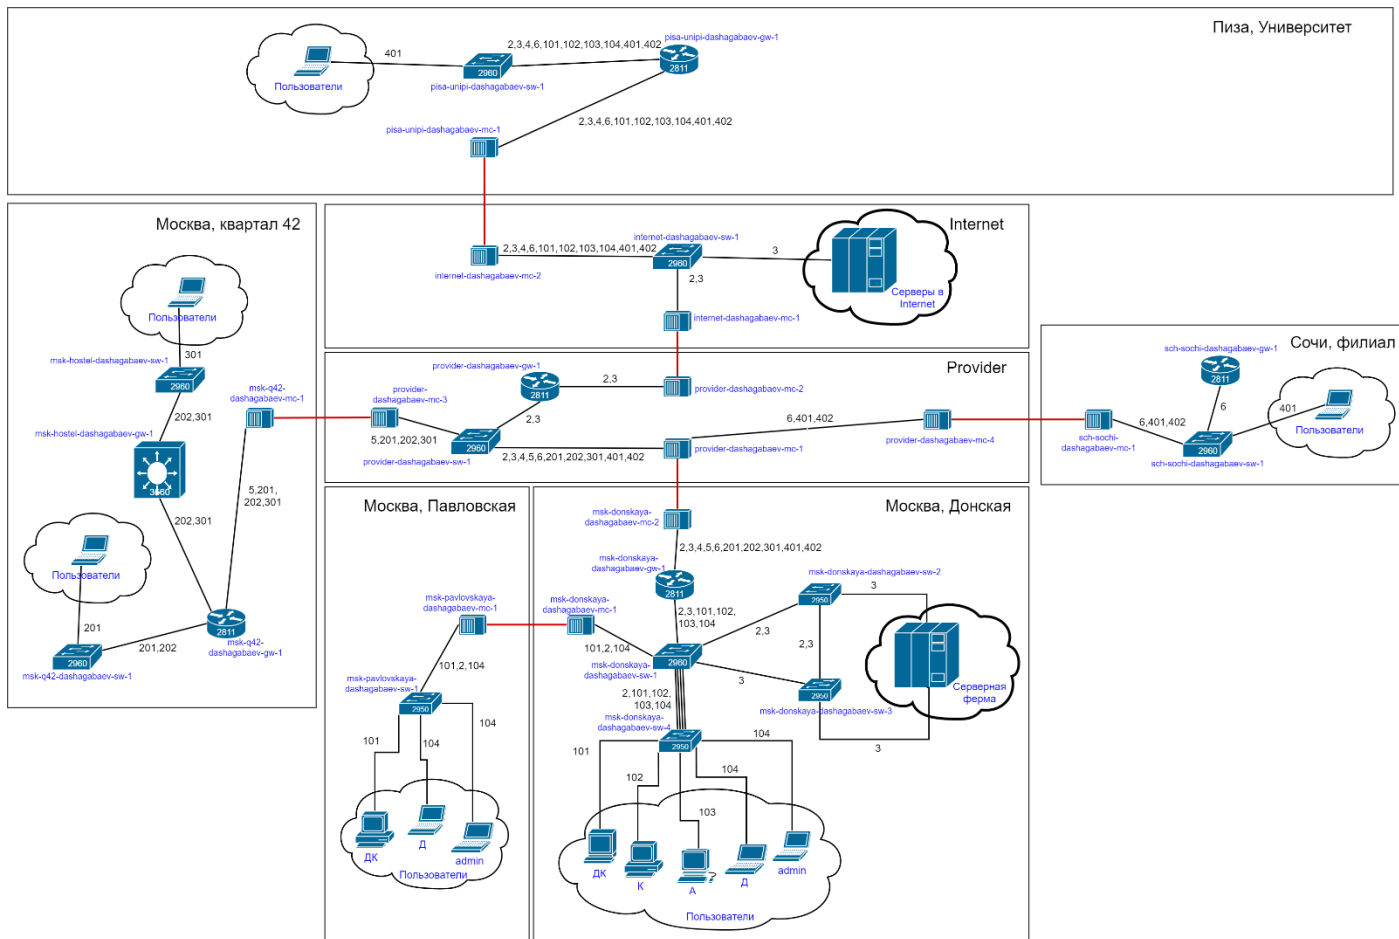 Пиза, Университет
pisa-unipi-dashagabaev-gw-1
2811
2,3,4,6,101,102,103,104,401,402
401
2960
Пользователи
pisa-unipi-dashagabaev-sw-1
2,3,4,6,101,102,103,104,401,402
pisa-unipi-dashagabaev-mc-1
Москва, квартал 42
Пользователи
301
msk-hostel-dashagabaev-sw-1
2960
msk-q42-
dashagabaev-mc-1
202,301
msk-hostel-dashagabaev-gw-1
3560
5,201,
202,301
202,301
Пользователи
201
2811
msk-q42-
dashagabaev-gw-1
201,202
2960
msk-q42-dashagabaev-sw-1
Internet
internet-dashagabaev-sw-1
2,3,4,6,101,102,103,104,401,402
2960
3
internet-dashagabaev-mc-2
2,3
Серверы в
Internet
internet-dashagabaev-mc-1
Provider
provider-dashagabaev-gw-1
2811
2,3
provider-dashagabaev-mc-2
provider-
dashagabaev-
mc-3
2,3
5,201,202,301
2960
provider-dashagabaev-sw-1
2,3,4,5,6,201,202,301,401,402
provider-dashagabaev-mc-1
6,401,402
provider-dashagabaev-mc-4
Сочи, филиал
sch-sochi-dashagabaev-gw-1
2811
6
401
Пользователи
6,401,402
sch-sochi-
dashagabaev-mc-1
2960
sch-sochi-dashagabaev-sw-1
Москва, Павловская
msk-pavlovskaya-
dashagabaev-mc-1
101,2,104
msk-pavlovskaya-
dashagabaev-sw-1
2950
101
104
104
ДК
Д
admin
Пользователи
Москва, Донская
msk-donskaya-
dashagabaev-mc-2
2,3,4,5,6,201,202,301,401,402
msk-donskaya-
dashagabaev-gw-1
2811
msk-donskaya-dashagabaev-sw-2
2950
3
2,3,101,102,
103,104
msk-donskaya-
dashagabaev-mc-1
2,3
2,3
101,2,104
2960
msk-donskaya-
dashagabaev-sw-1
3
2950
msk-donskaya-dashagabaev-sw-3
Серверная
ферма
3
2,101,102,
103,104
msk-donskaya-
dashagabaev-sw-4
2950
101
102
103
104
104
ДК
К
А
Д
admin
Пользователи